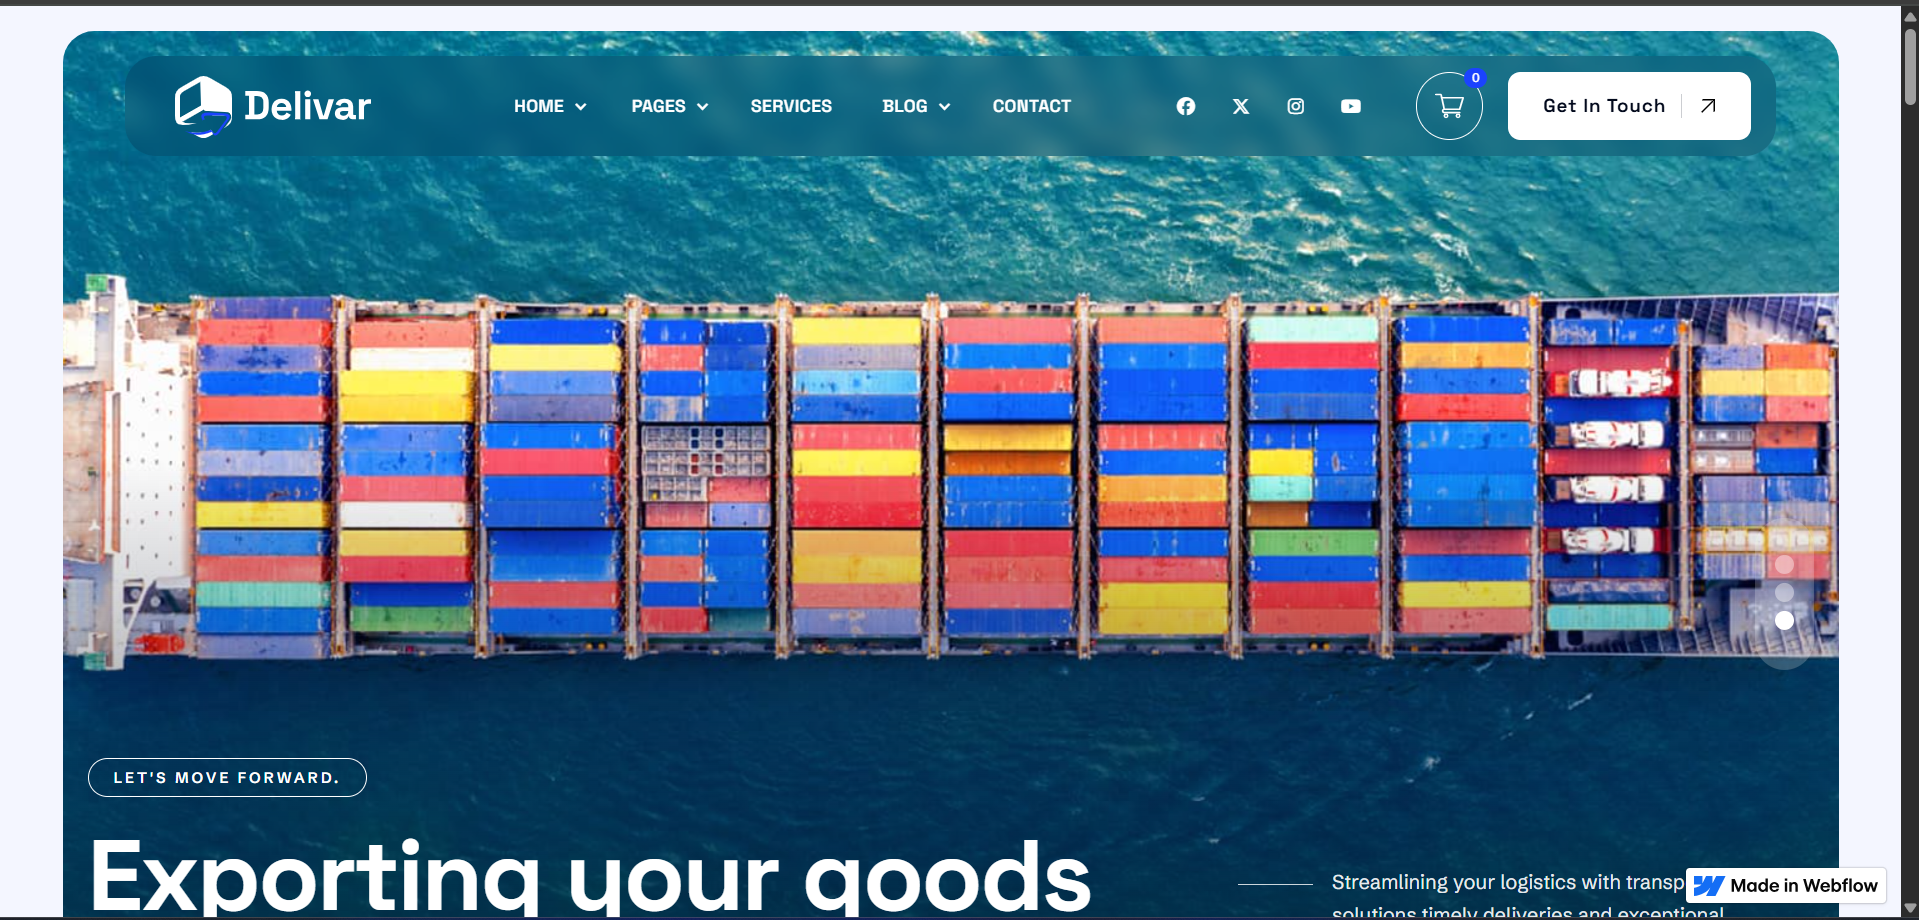 Delivar
HOME
PAGES
SERVICES
BLOG
CONTACT
0
Get In Touch
LET'S MOVE FORWARD.
Exporting your goods
Streamlining your logistics with transp
solutions timely deliveries and exceptional
Made in Webflow